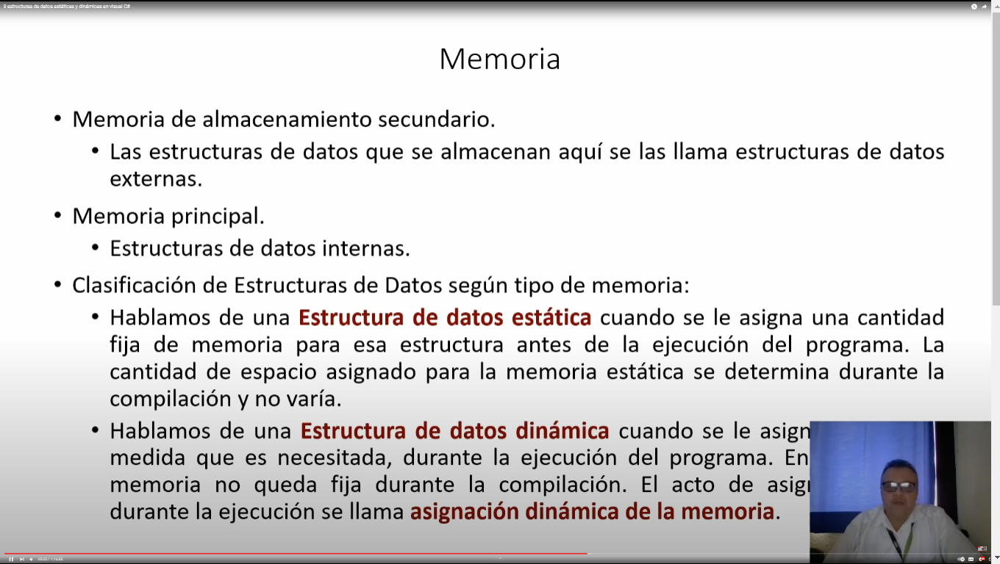 9 estructuras de datos estáticas y dinámicas en visual C#
Memoria
• Memoria de almacenamiento secundario.
• Las estructuras de datos que se almacenan aquí se las llama estructuras de datos
externas.
• Memoria principal.
• Estructuras de datos internas.
• Clasificación de Estructuras de Datos según tipo de memoria:
• Hablamos de una Estructura de datos estática cuando se le asigna una cantidad
fija de memoria para esa estructura antes de la ejecución del programa. La
cantidad de espacio asignado para la memoria estática se determina durante la
compilación y no varía.
• Hablamos de una Estructura de datos dinámica cuando se le asign
medida que es necesitada, durante la ejecución del programa. En
memoria no queda fija durante la compilación. El acto de asig
durante la ejecución se llama asignación dinámica de la memoria.